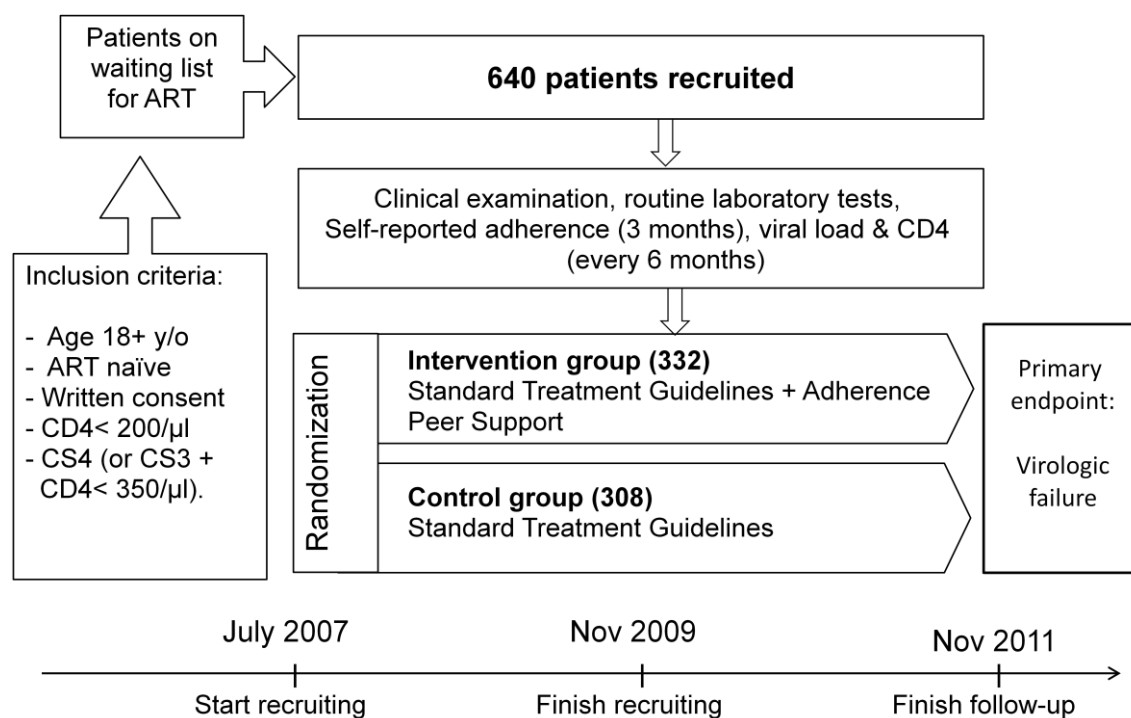 Patients on
waiting list
for ART
640 patients recruited
Clinical examination, routine laboratory tests,
Self-reported adherence (3 months), viral load & CD4
(every 6 months)
Inclusion criteria:
- Age 18+ y/o
- ART naïve
- Written consent
- CD4< 200/µl
- CS4 (or CS3 +
CD4< 350/µl).
Randomization
Intervention group (332)
Standard Treatment Guidelines + Adherence
Peer Support
Control group (308)
Standard Treatment Guidelines
Primary
endpoint:
Virologic
failure
July 2007
Nov 2009
Nov 2011
Start recruiting
Finish recruiting
Finish follow-up